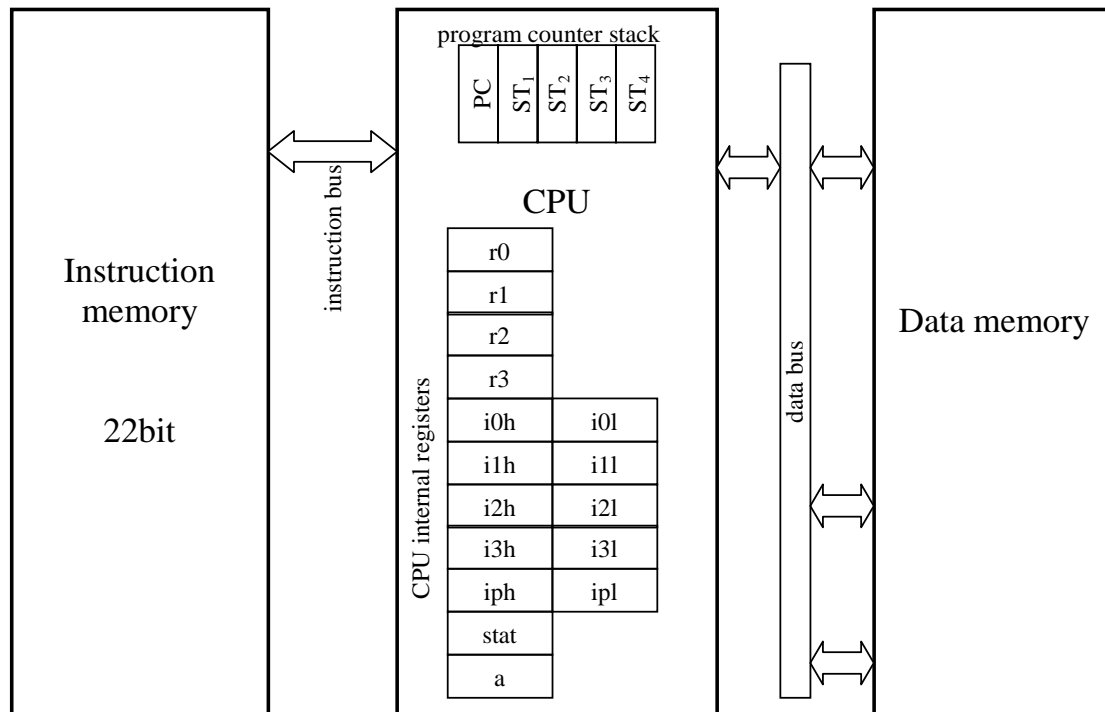 program counter stack
PC
ST1
ST2
ST3
ST4
instruction bus
CPU
Instruction
memory
22bit
Data memory
data bus
CPU internal registers
r0
r1
r2
r3
i0h i0l
i1h i1l
i2h i2l
i3h i3l
iph ipl
stat
a